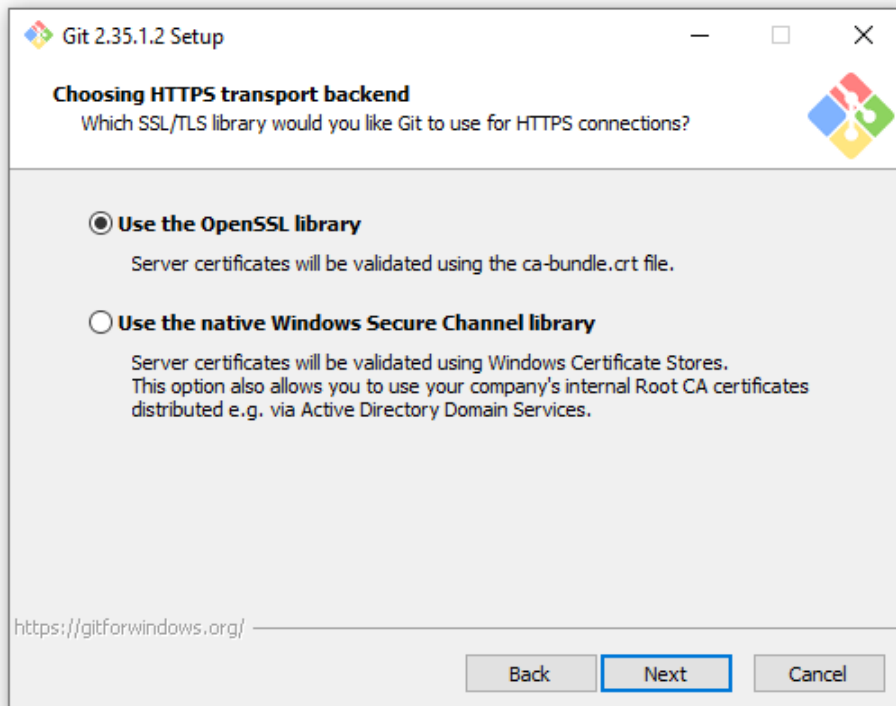 Git 2.35.1.2 Setup
Choosing HTTPS transport backend
Which SSL/TLS library would you like Git to use for HTTPS connections?
Use the OpenSSL library
Server certificates will be validated using the ca-bundle.crt file.
Use the native Windows Secure Channel library
Server certificates will be validated using Windows Certificate Stores.
This option also allows you to use your company's internal Root CA certificates
distributed e.g. via Active Directory Domain Services.
https://gitforwindows.org/
Back
Next
Cancel